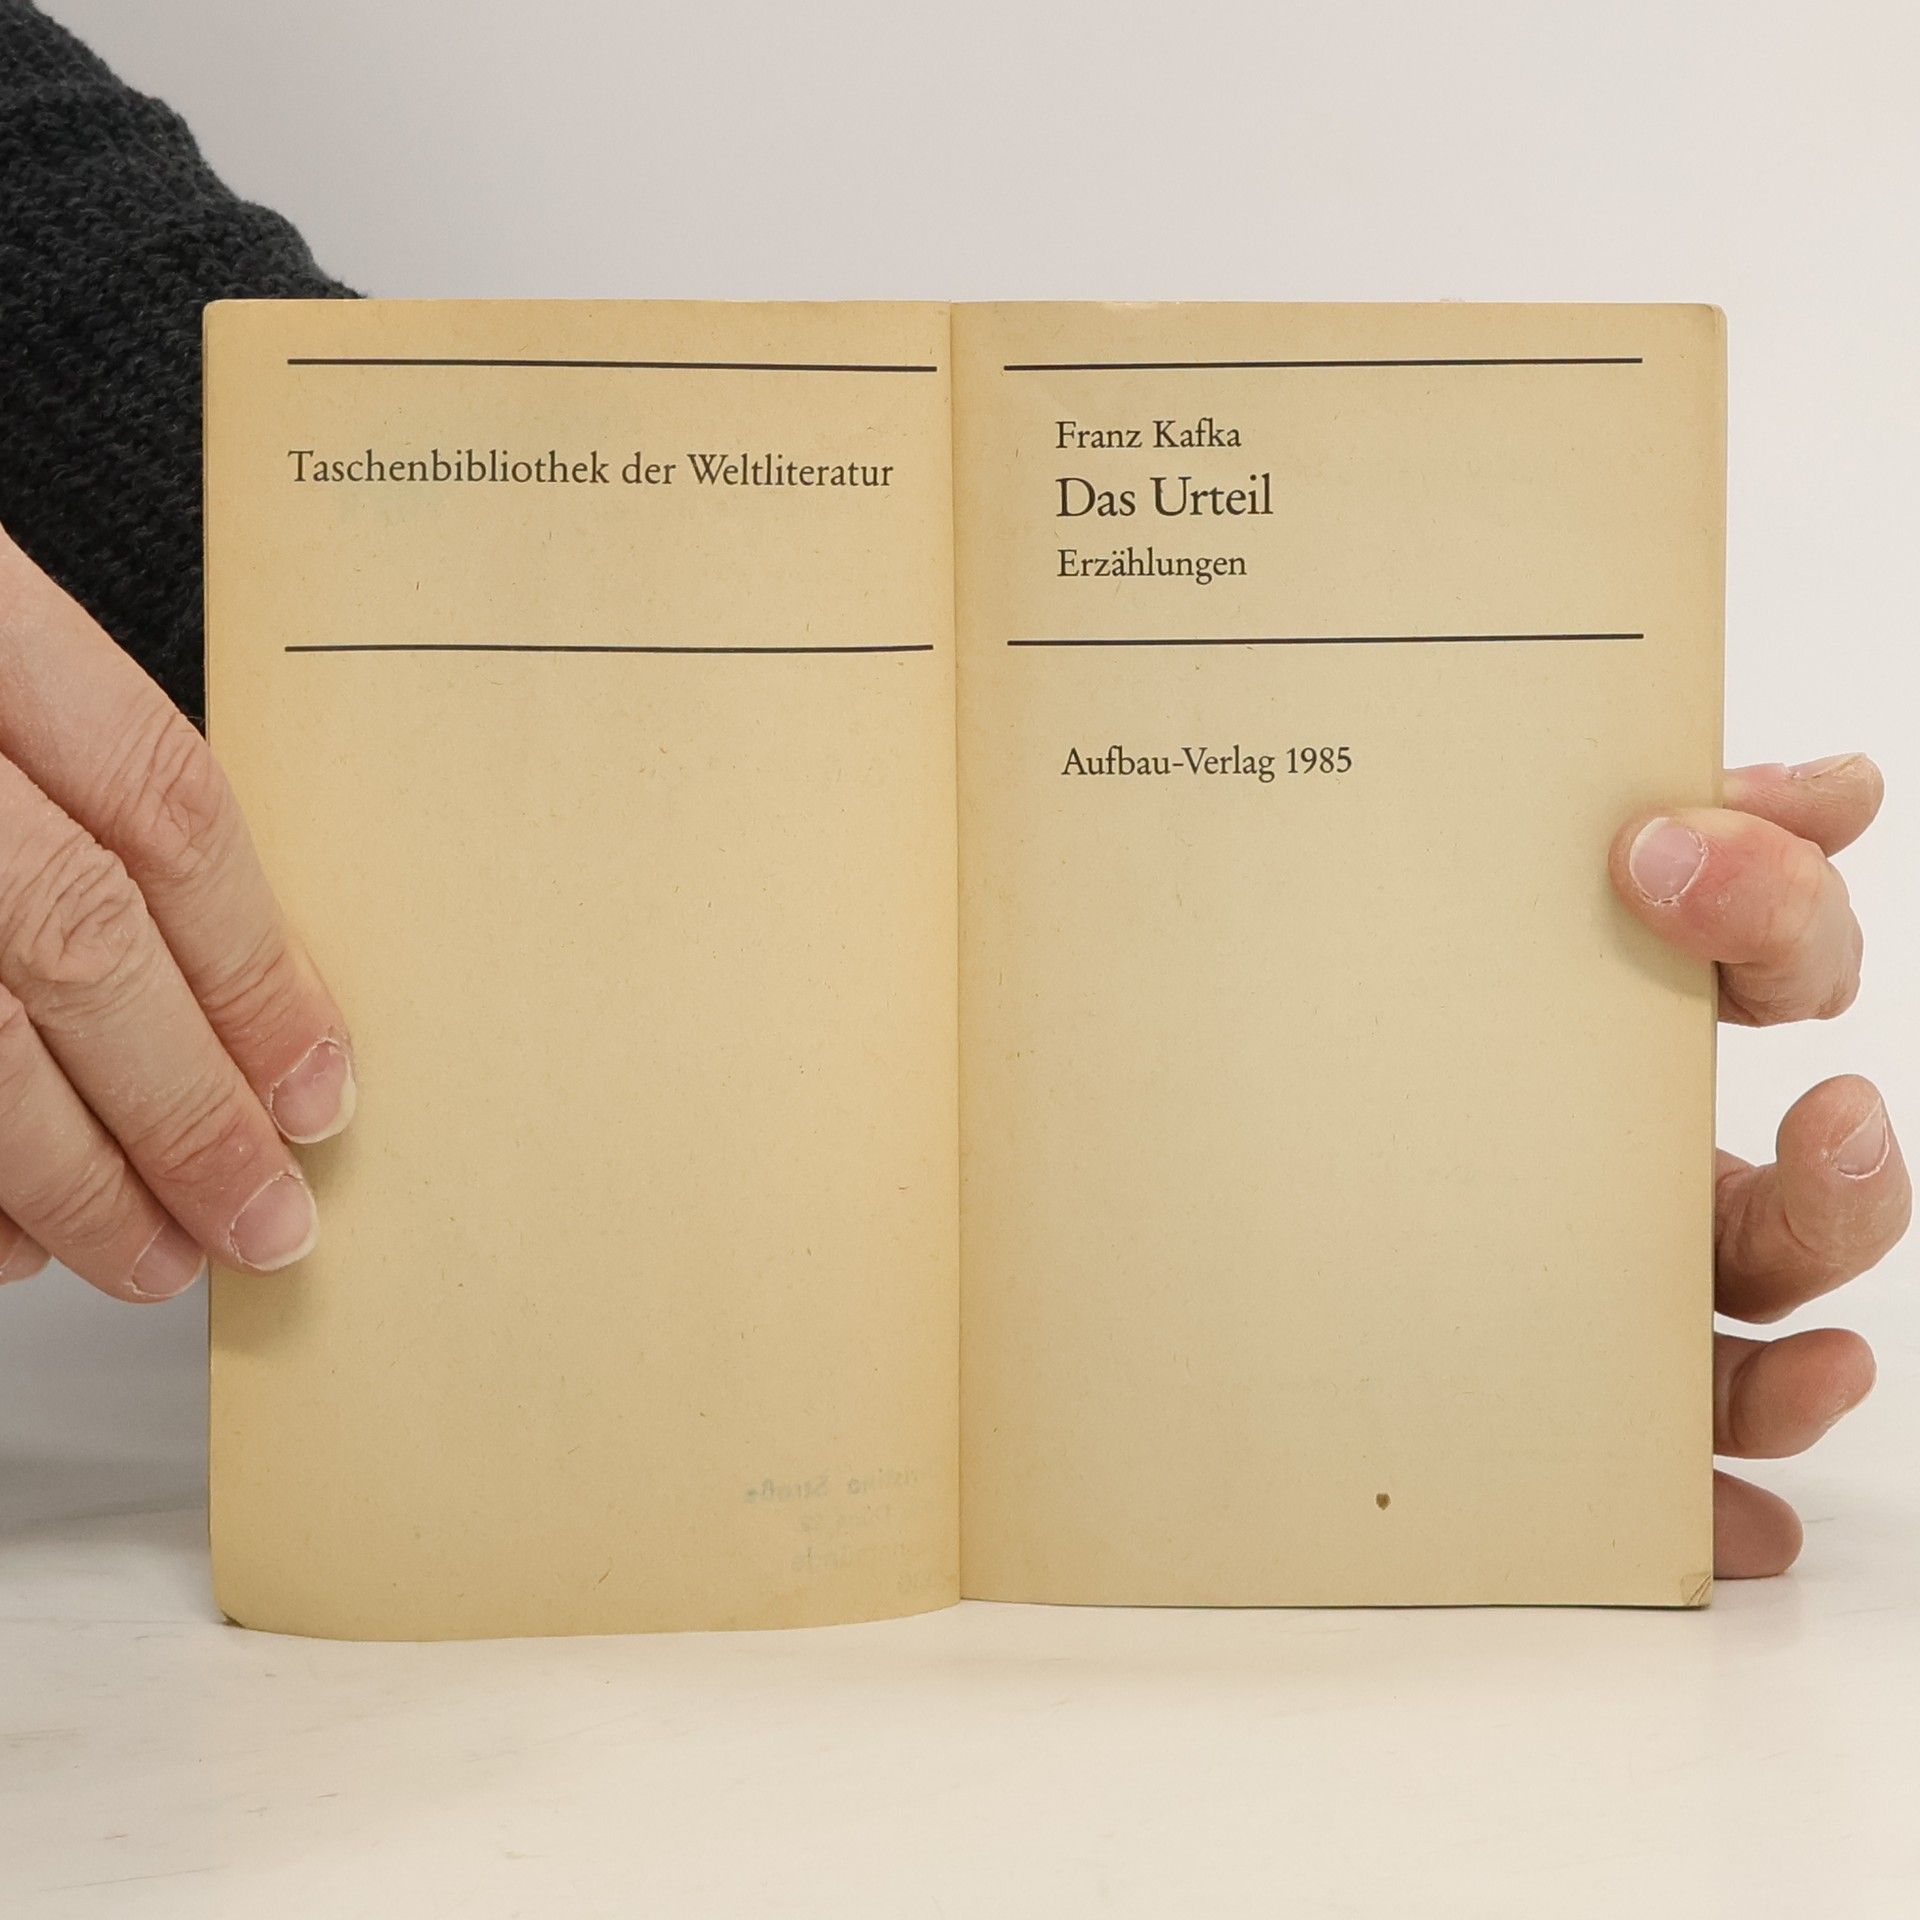 Taschenbibliothek der Weltliteratur
Franz Kafka
Das Urteil
Erzählungen
Aufbau-Verlag 1985